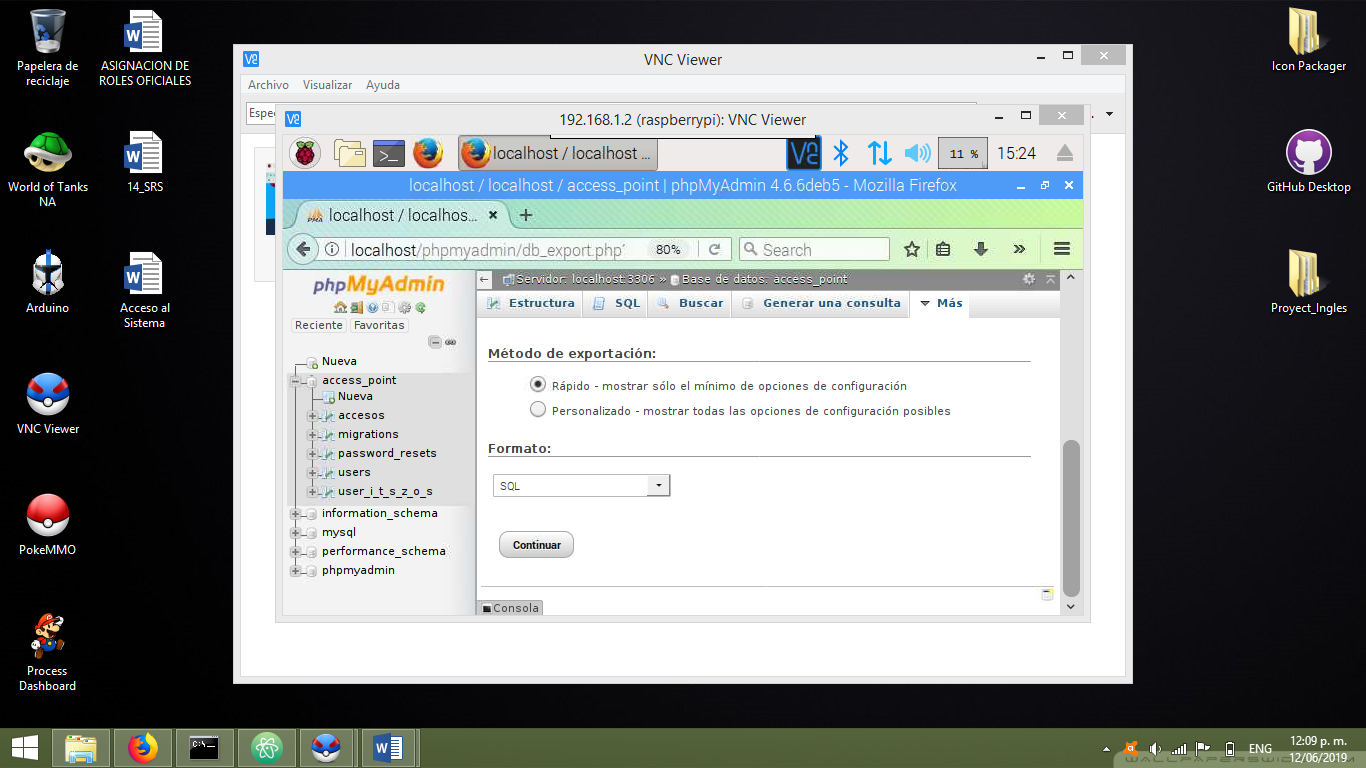 Papelera de
reciclaje
ASIGNACION DE
ROLES OFICIALES
World of Tanks
NA
14_SRS
Arduino
Acceso al
Sistema
VNC Viewer
PokeMMO
Process
Dashboard
Icon Packager
GitHub Desktop
Proyect_Ingles
VNC Viewer
Archivo Visualizar Ayuda
Espec
192.168.1.2 (raspberrypi): VNC Viewer
localhost / localhost ...
11 %
15:24
localhost / localhost / access_point | phpMyAdmin 4.6.6deb5 - Mozilla Firefox
localhost / localhos...
localhost/phpmyadmin/db_export.php
80%
Search
phpMyAdmin
Reciente Favoritas
Nueva
access_point
Nueva
accesos
migrations
password_resets
users
user_i_t_s_z_o_s
information_schema
mysql
performance_schema
phpmyadmin
Servidor: localhost:3306 » Base de datos: access_point
Estructura SQL Buscar Generar una consulta Más
Método de exportación:
Rápido - mostrar sólo el mínimo de opciones de configuración
Personalizado - mostrar todas las opciones de configuración posibles
Formato:
SQL
Continuar
Consola
ENG
12:09 p. m.
12/06/2019